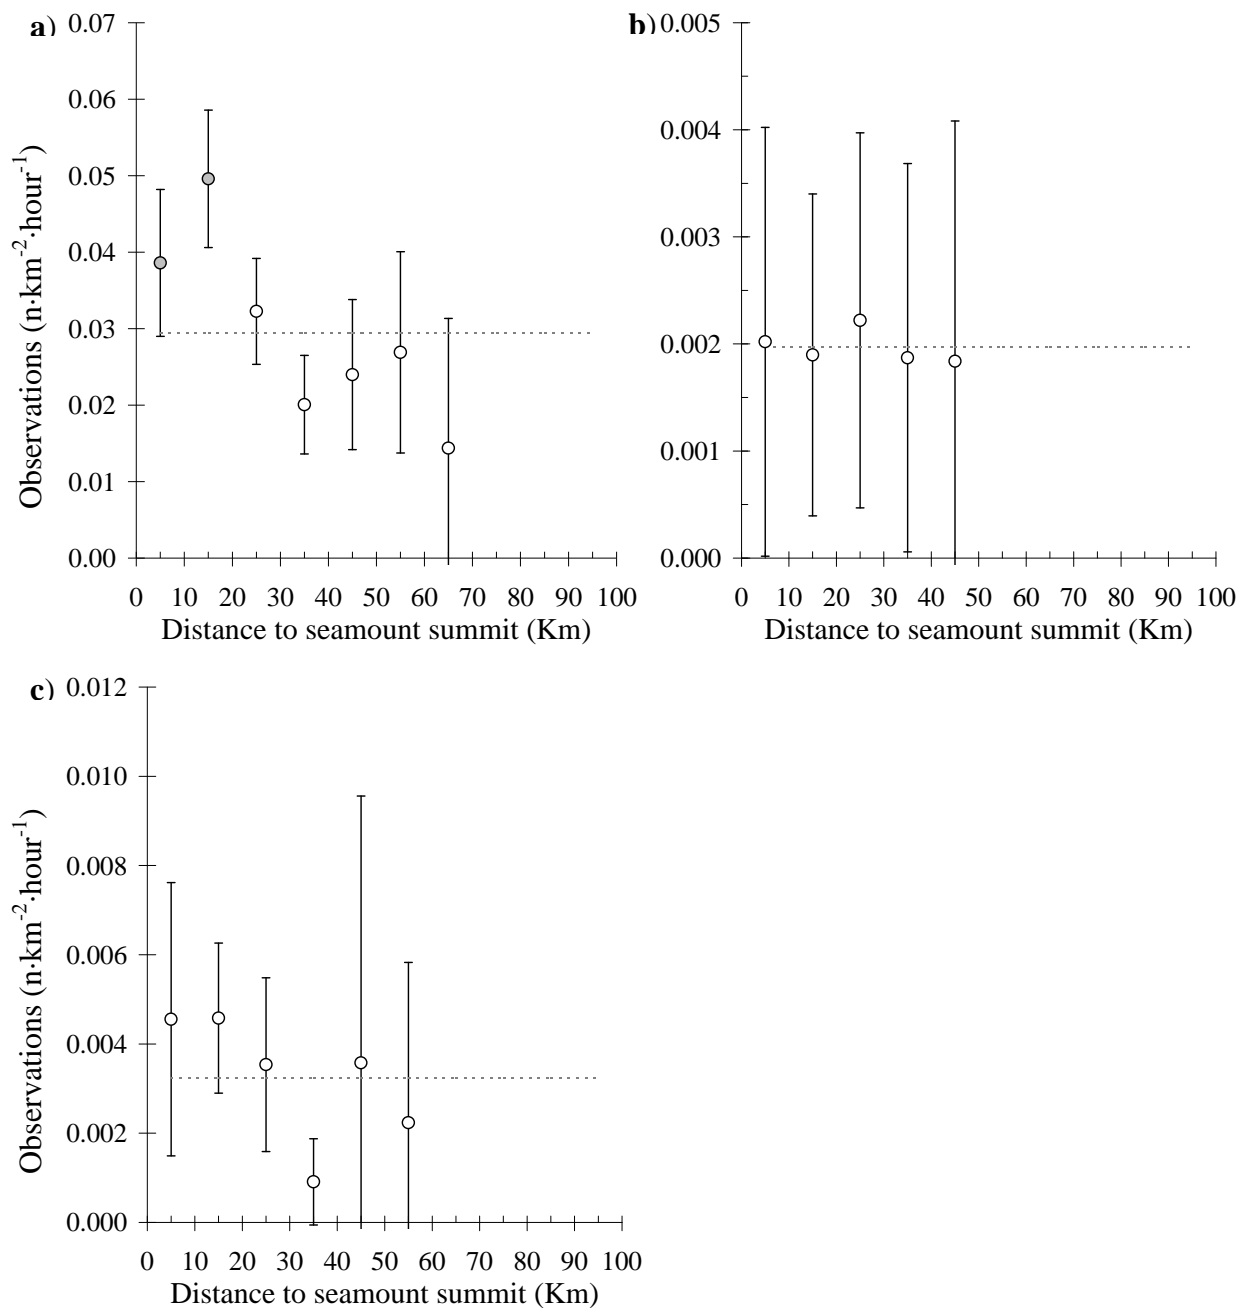 a) 0.07
0.06
0.05
0.04
0.03
0.02
0.01
0.00
Observations (n·km-2·hour-1)
0 10 20 30 40 50 60 70 80 90 100
Distance to seamount summit (Km)
b) 0.005
0.004
0.003
0.002
0.001
0.000
0 10 20 30 40 50 60 70 80 90 100
Distance to seamount summit (Km)
c) 0.012
0.010
0.008
0.006
0.004
0.002
0.000
Observations (n·km-2·hour-1)
0 10 20 30 40 50 60 70 80 90 100
Distance to seamount summit (Km)